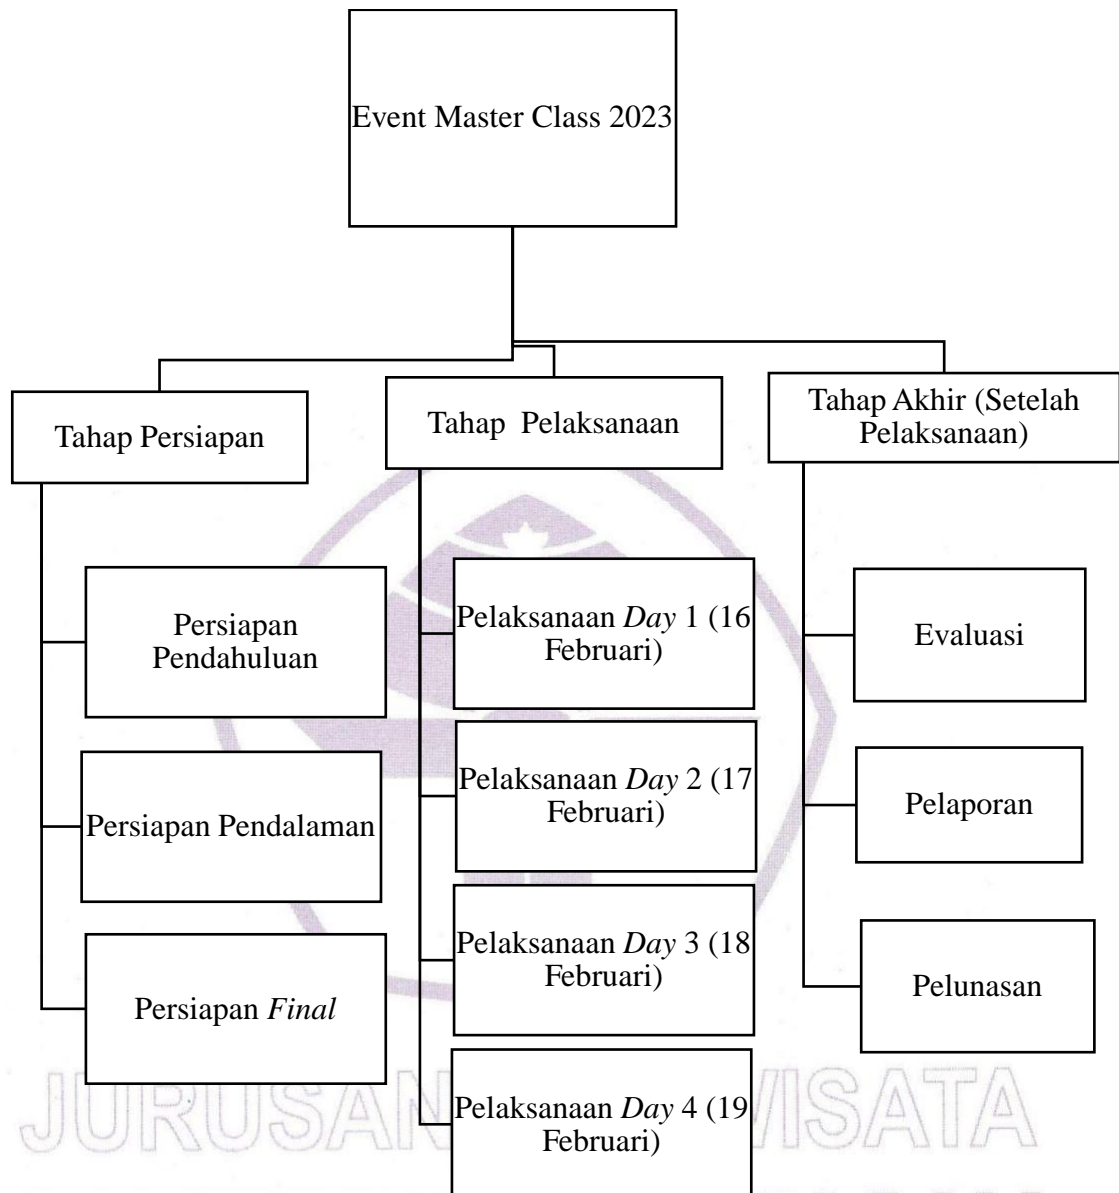 Event Master Class 2023
Tahap Persiapan
Persiapan
Pendahuluan
Persiapan Pendalaman
Persiapan Final
Tahap Pelaksanaan
Pelaksanaan Day 1 (16
Februari)
Pelaksanaan Day 2 (17
Februari)
Pelaksanaan Day 3 (18
Februari)
Pelaksanaan Day 4 (19
Februari)
Tahap Akhir (Setelah
Pelaksanaan)
Evaluasi
Pelaporan
Pelunasan
JURUSAN WISATA